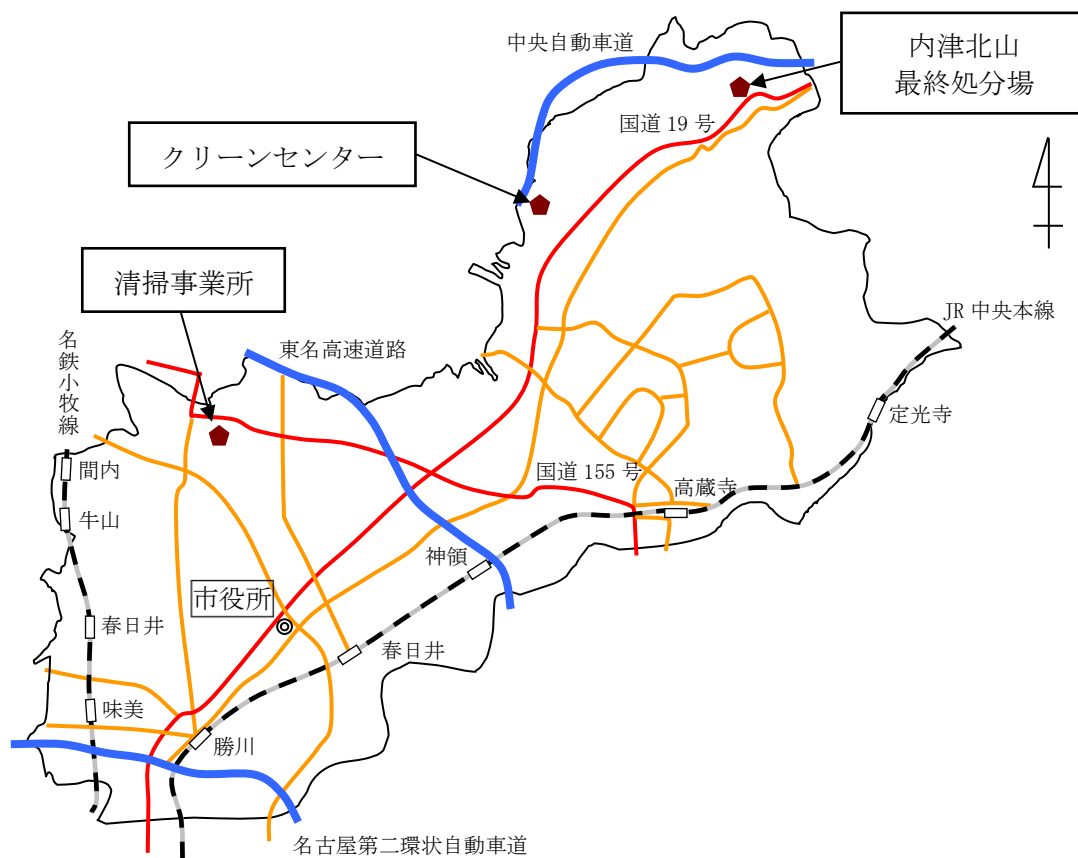 中央自動車道
内津北山
最終処分場
国道 19 号
クリーンセンター
清掃事業所
JR 中央本線
名鉄小牧線
東名高速道路
定光寺
間内
国道 155 号
高蔵寺
牛山
神領
市役所
春日井
春日井
味美
勝川
名古屋第二環状自動車道